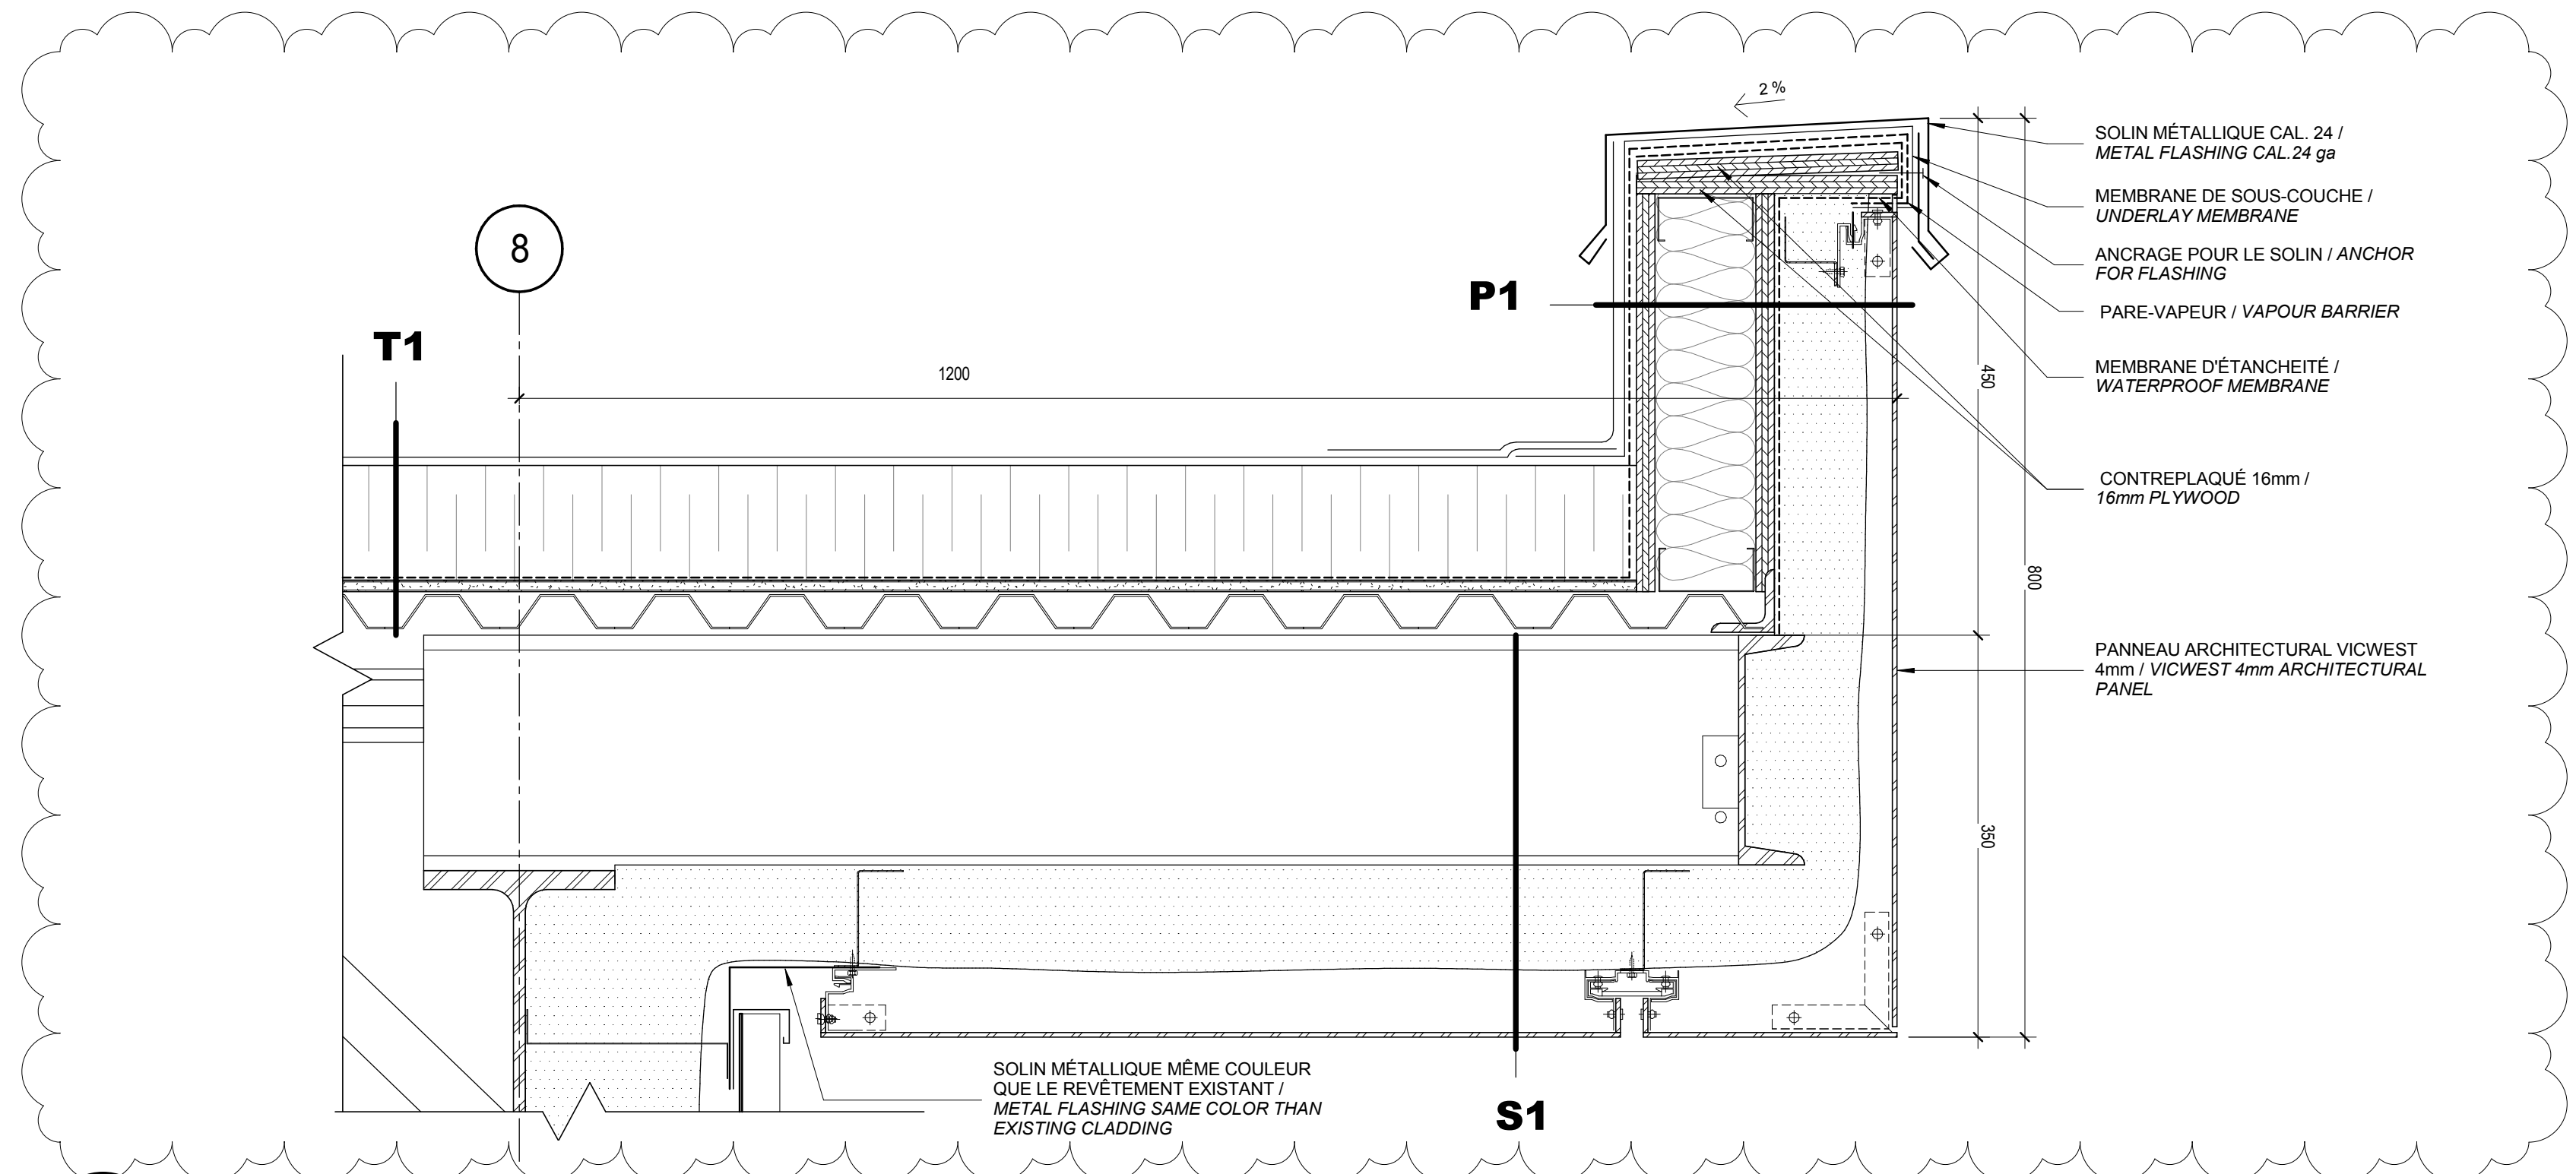 2 %
SOLIN MÉTALLIQUE CAL. 24 /
METAL FLASHING CAL.24 ga
MEMBRANE DE SOUS-COUCHE /
UNDERLAY MEMBRANE
ANCRAGE POUR LE SOLIN / ANCHOR
FOR FLASHING
PARE-VAPEUR / VAPOUR BARRIER
MEMBRANE D'ÉTANCHEITÉ /
WATERPROOF MEMBRANE
CONTREPLAQUÉ 16mm /
16mm PLYWOOD
PANNEAU ARCHITECTURAL VICWEST
4mm / VICWEST 4mm ARCHITECTURAL
PANEL
8
T1
P1
1200
450
800
350
SOLIN MÉTALLIQUE MÊME COULEUR
QUE LE REVÊTEMENT EXISTANT /
METAL FLASHING SAME COLOR THAN
EXISTING CLADDING
S1